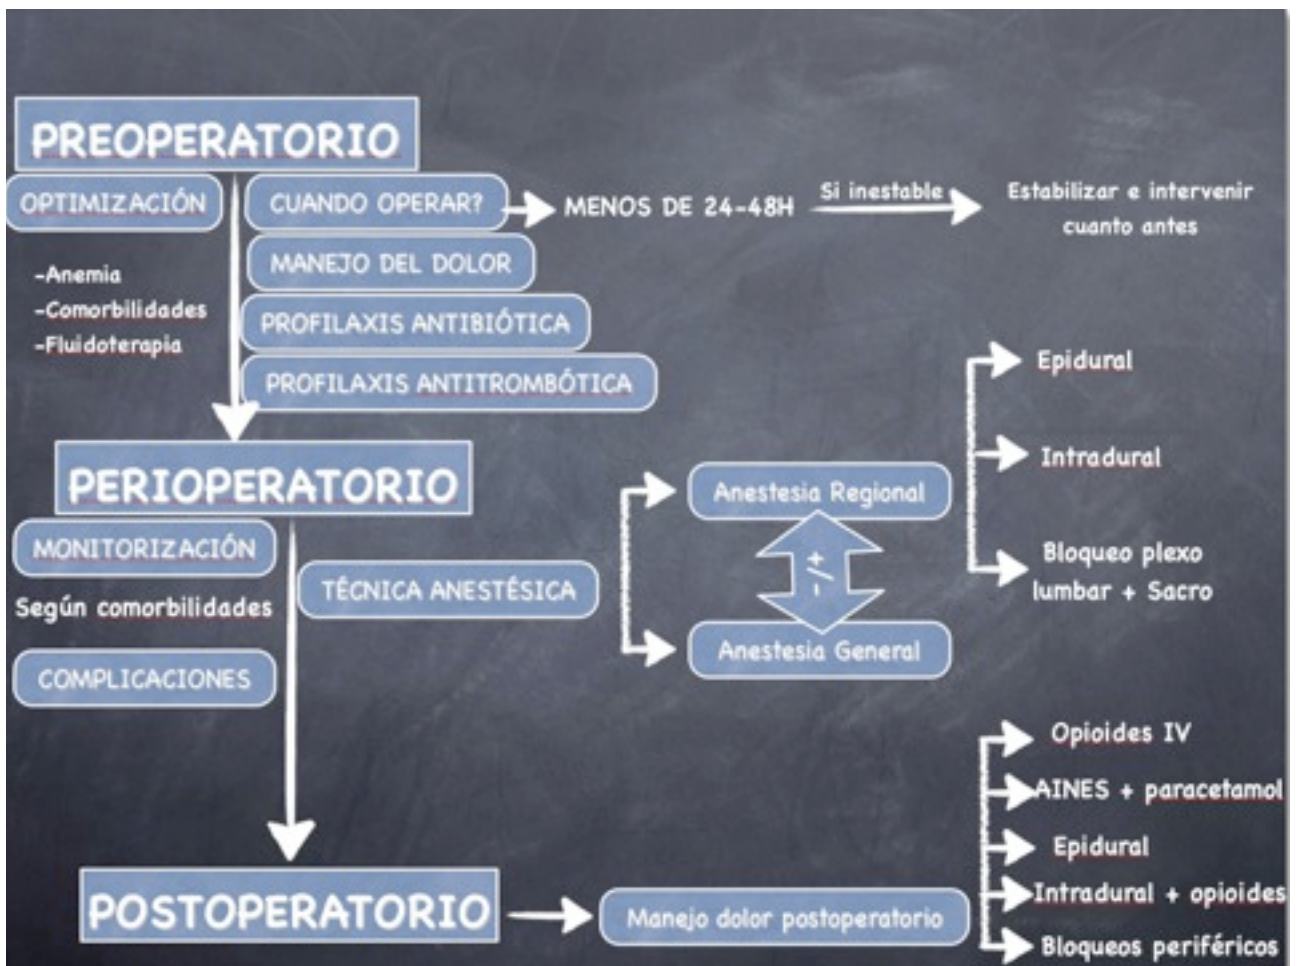 PREOPERATORIO
OPTIMIZACIÓN
-Anemia
-Comorbilidades
-Fluidoterapia
CUANDO OPERAR?
MENOS DE 24-48H
Si inestable
Estabilizar e intervenir
cuanto antes
MANEJO DEL DOLOR
PROFILAXIS ANTIBIÓTICA
PROFILAXIS ANTITROMBÓTICA
PERIOPERATORIO
MONITORIZACIÓN
Según comorbilidades
COMPLICACIONES
TÉCNICA ANESTÉSICA
Anestesia Regional
- / +
Anestesia General
Epidural
Intradural
Bloqueo plexo
lumbar + Sacro
POSTOPERATORIO
Manejo dolor postoperatorio
Opioides IV
AINES + paracetamol
Epidural
Intradural + opioides
Bloqueos periféricos